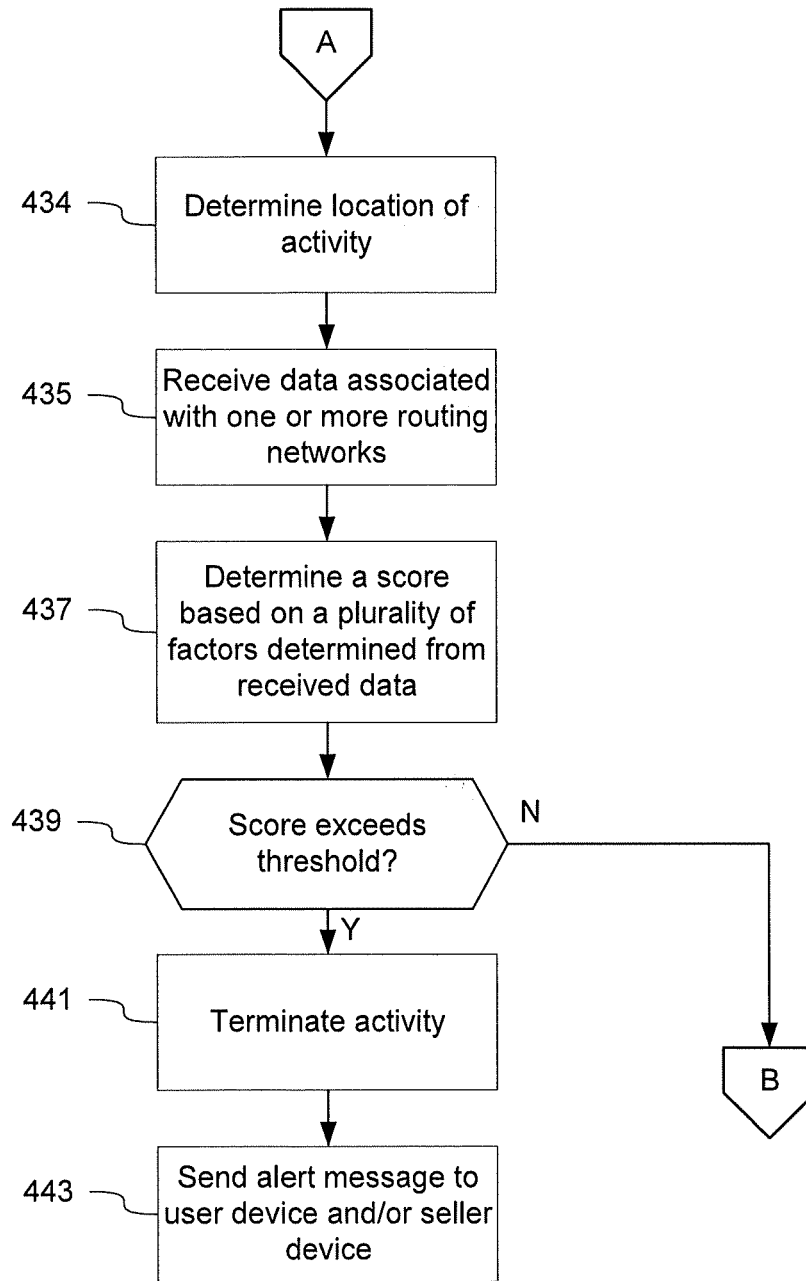 A
434
Determine location of
activity
435
Receive data associated
with one or more routing
networks
437
Determine a score
based on a plurality of
factors determined from
received data
439
Score exceeds
threshold?
N
Y
441
Terminate activity
B
443
Send alert message to
user device and/or seller
device